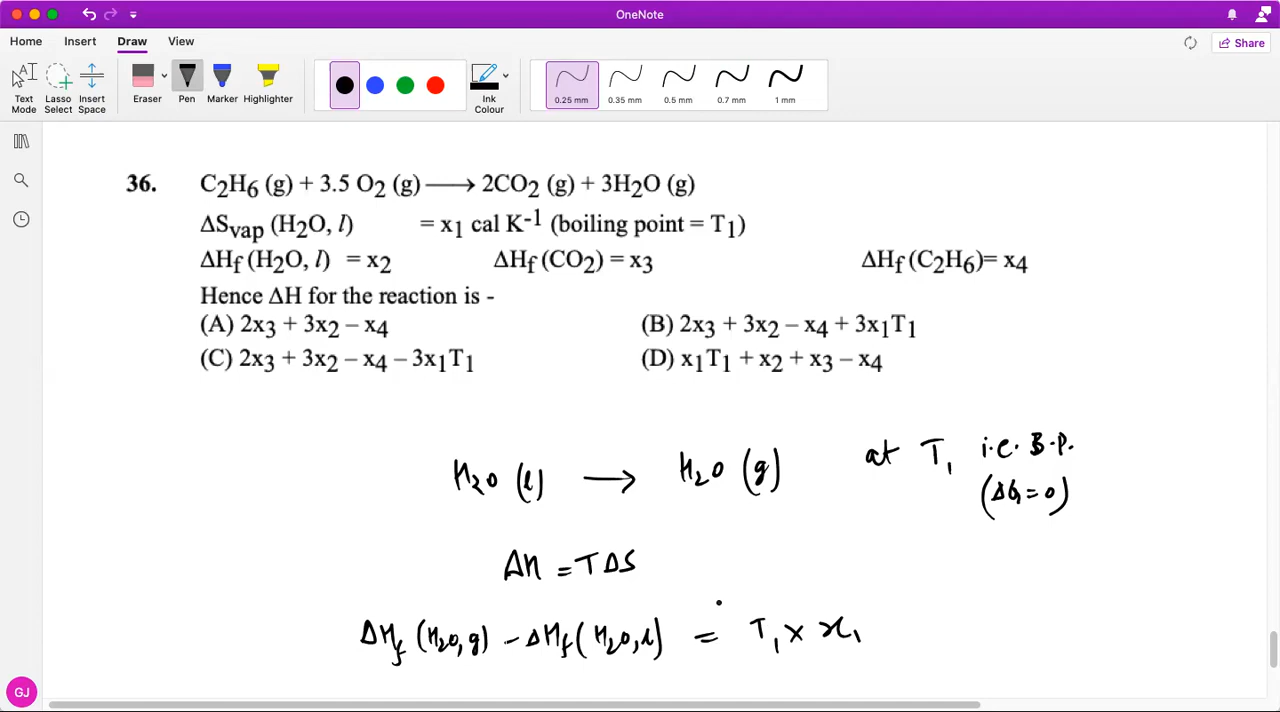 OneNote
Home Insert Draw View
Share
Text Mode
Lasso Select
Insert Space
Eraser
Pen
Marker
Highlighter
Ink Colour
0.25 mm
0.35 mm
0.5 mm
0.7 mm
1 mm
36. C₂H₆ (g) + 3.5 O₂ (g) ⟶ 2CO₂ (g) + 3H₂O (g)
ΔSvap (H₂O, l) = x₁ cal K⁻¹ (boiling point = T₁)
ΔHf (H₂O, l) = x₂ ΔHf (CO₂) = x₃ ΔHf (C₂H₆)= x₄
Hence ΔH for the reaction is -
(A) 2x₃ + 3x₂ – x₄ (B) 2x₃ + 3x₂ – x₄ + 3x₁T₁
(C) 2x₃ + 3x₂ – x₄ – 3x₁T₁ (D) x₁T₁ + x₂ + x₃ – x₄
H₂O (l) → H₂O (g) at T₁ i.e. B.P.
(ΔG = 0)
ΔH = TΔS
ΔHf (H₂O, g) – ΔHf (H₂O, l) = T₁ × x₁
GJ